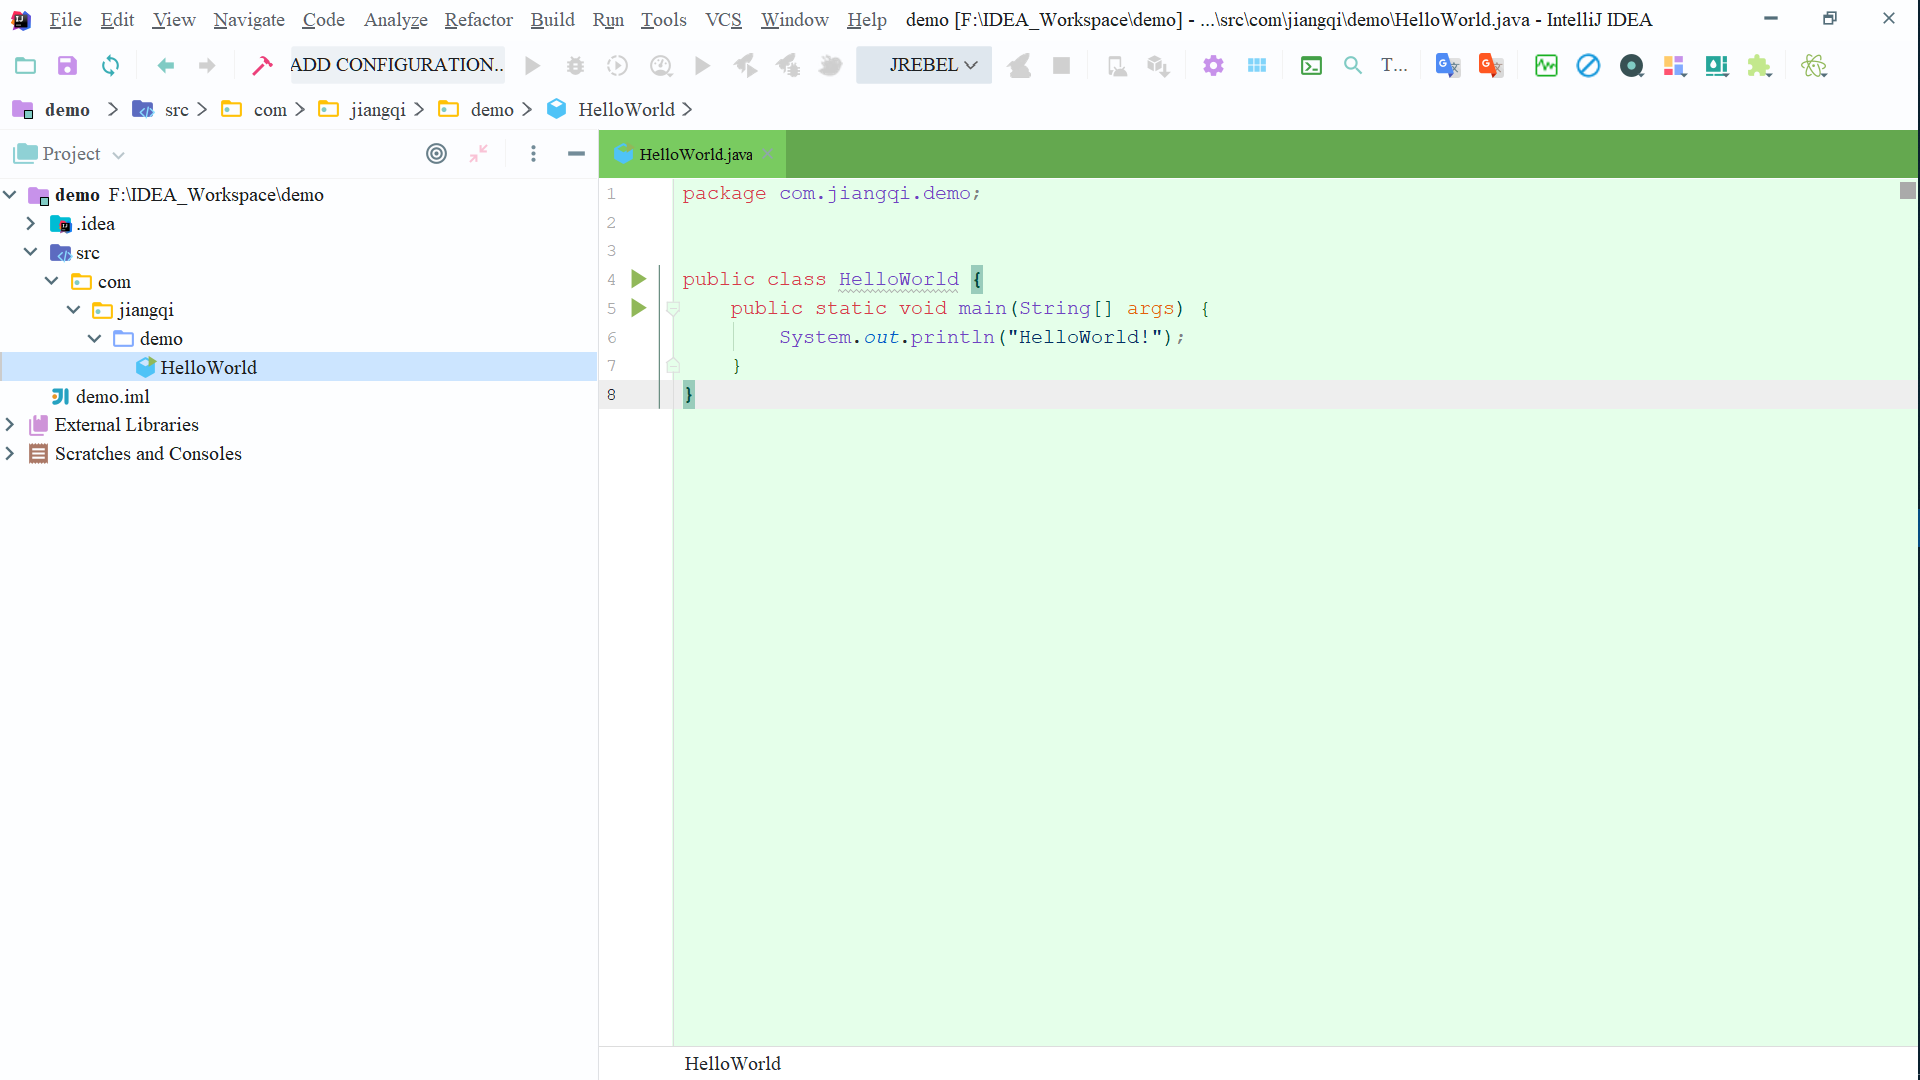 File Edit View Navigate Code Analyze Refactor Build Run Tools VCS Window Help demo [F:\IDEA_Workspace\demo] - ...\src\com\jiangqi\demo\HelloWorld.java - IntelliJ IDEA
ADD CONFIGURATION.. JREBEL T...
demo src com jiangqi demo HelloWorld
Project
HelloWorld.java
demo F:\IDEA_Workspace\demo
.idea
src
com
jiangqi
demo
HelloWorld
demo.iml
External Libraries
Scratches and Consoles
1 package com.jiangqi.demo;
2
3
4 public class HelloWorld {
5 public static void main(String[] args) {
6 System.out.println("HelloWorld!");
7 }
8 }
HelloWorld